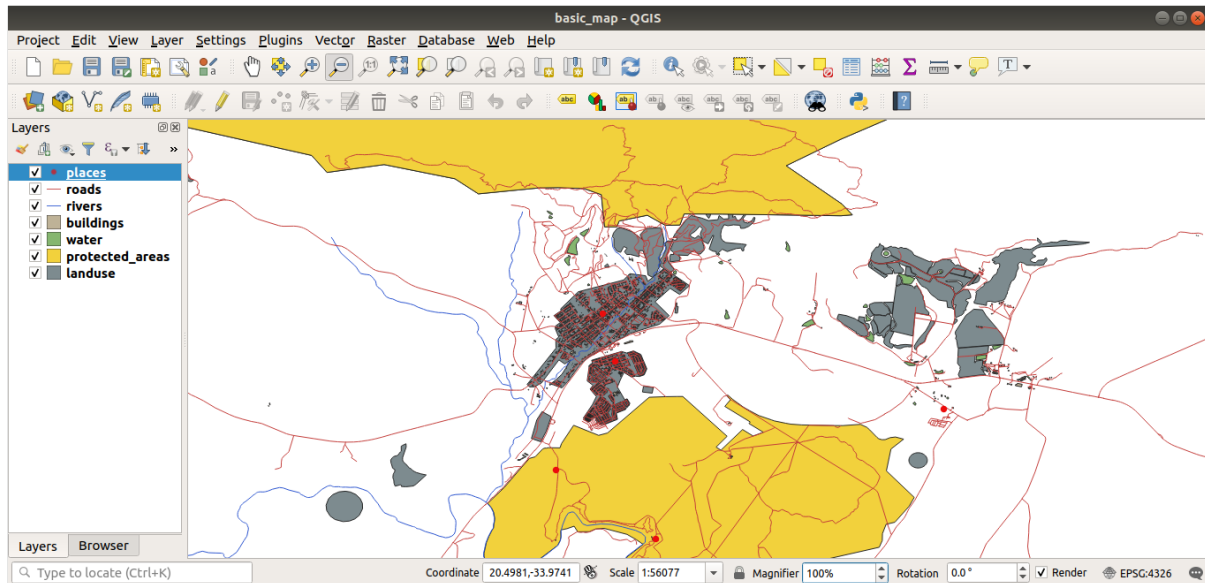 basic_map - QGIS
Project Edit View Layer Settings Plugins Vector Raster Database Web Help
Layers
places
roads
rivers
buildings
water
protected_areas
landuse
Layers Browser
Type to locate (Ctrl+K) Coordinate 20.4981,-33.9741 Scale 1:56077 Magnifier 100% Rotation 0.0° Render EPSG:4326